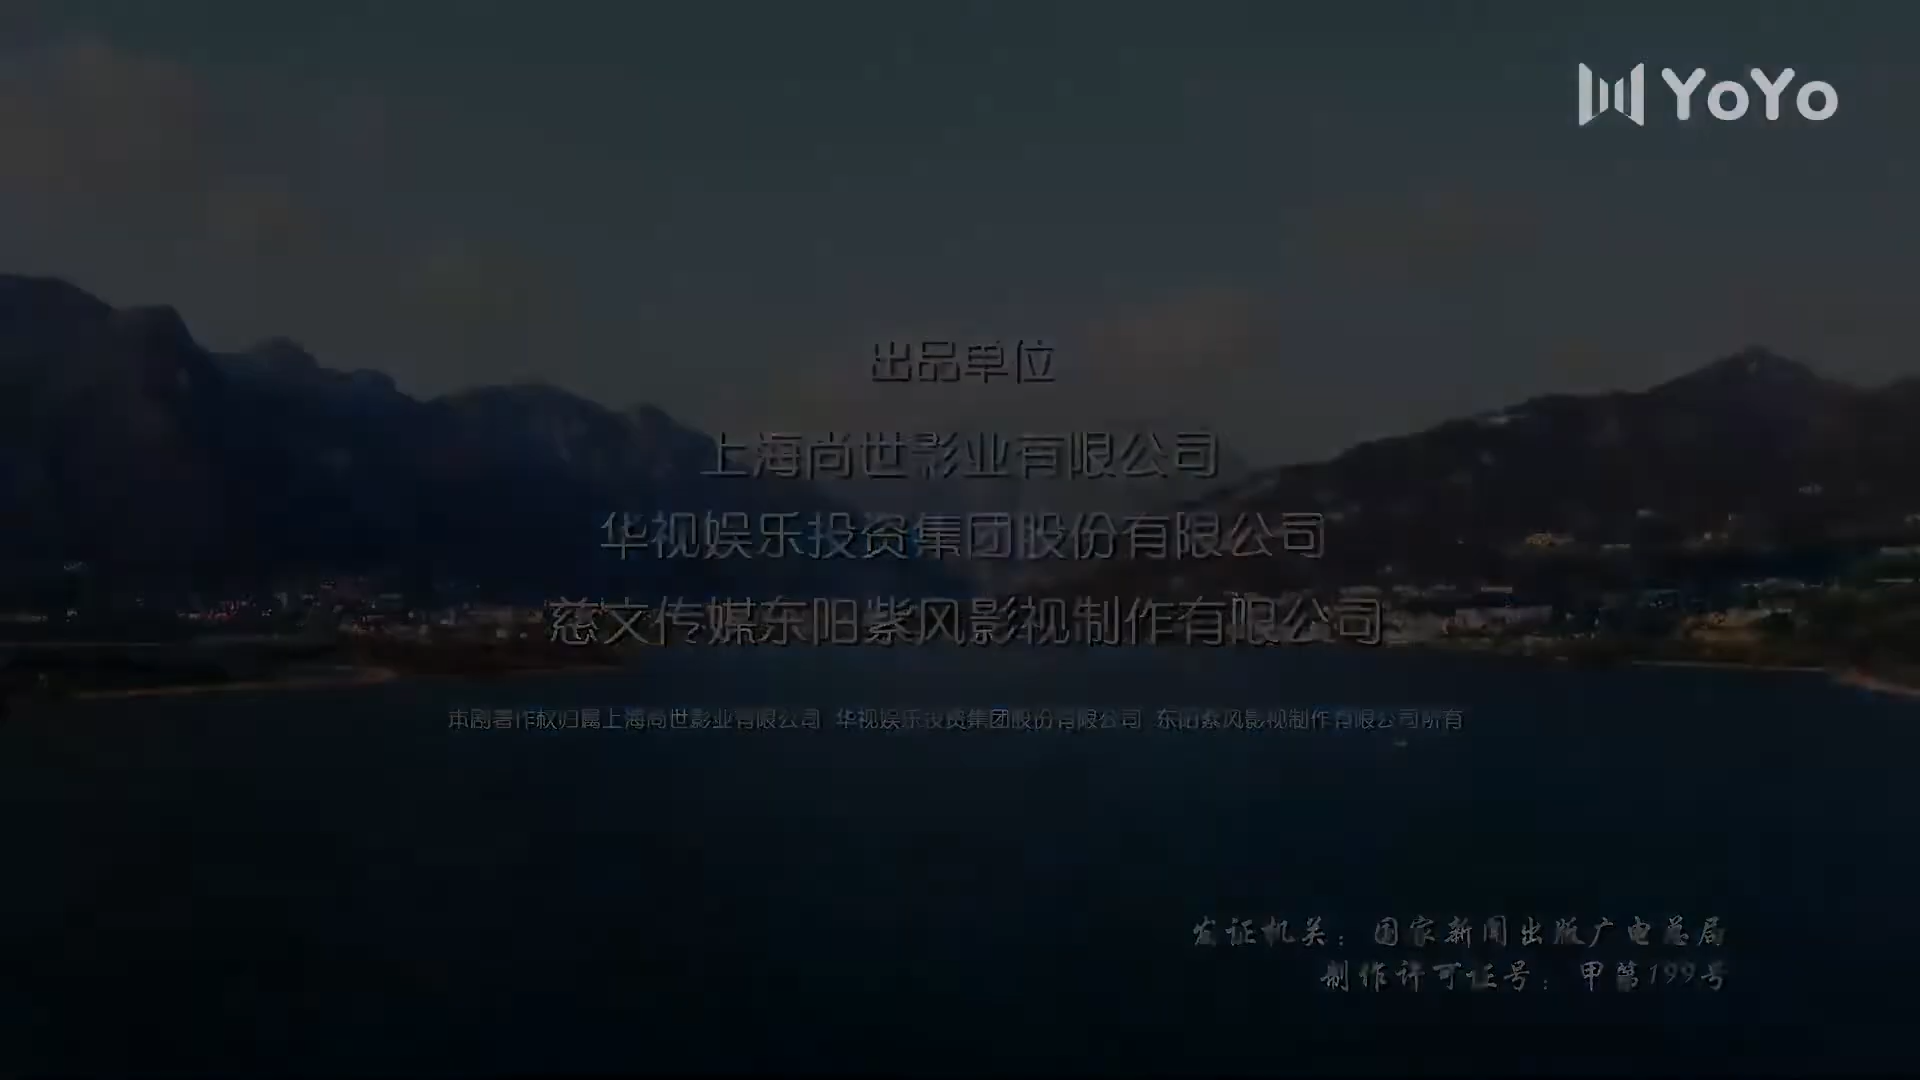 YoYo
出品单位
上海尚世影业有限公司
华视娱乐投资集团股份有限公司
慈文传媒东阳紫风影视制作有限公司
本剧著作权归属上海尚世影业有限公司 华视娱乐投资集团股份有限公司 东阳紫风影视制作有限公司所有
发证机关：国家新闻出版广电总局
制作许可证号：甲第199号